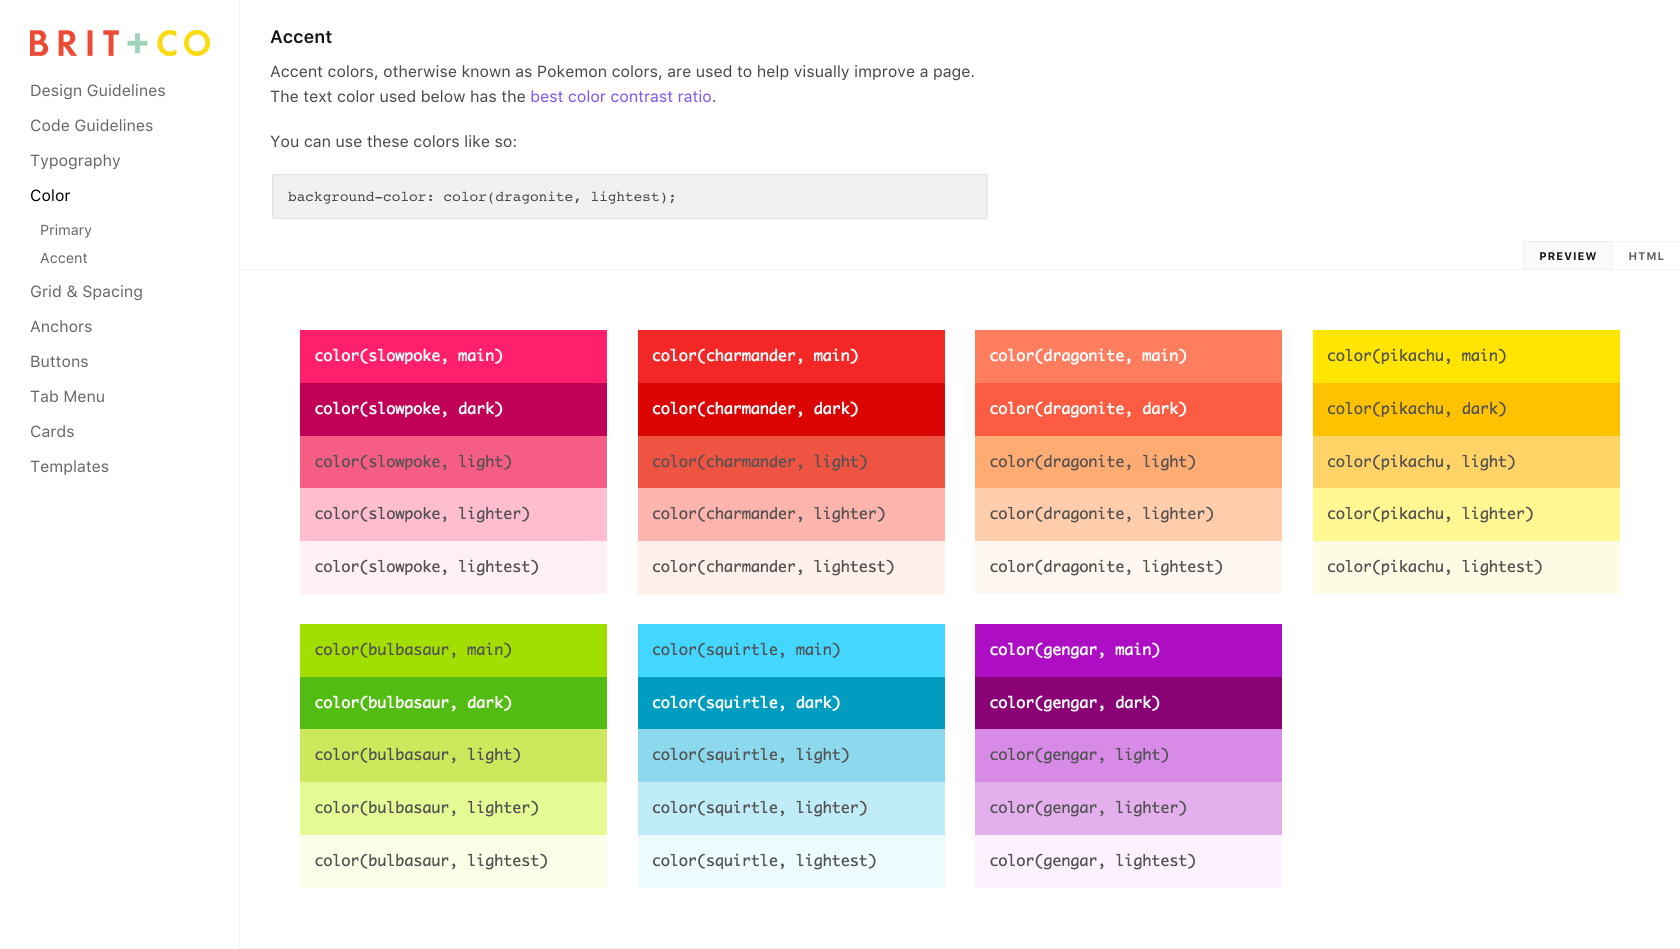 BRIT+CO
Design Guidelines
Code Guidelines
Typography
Color
Primary
Accent
Grid & Spacing
Anchors
Buttons
Tab Menu
Cards
Templates
Accent
Accent colors, otherwise known as Pokemon colors, are used to help visually improve a page.
The text color used below has the best color contrast ratio.
You can use these colors like so:
background-color: color(dragonite, lightest);
PREVIEW HTML
color(slowpoke, main)
color(slowpoke, dark)
color(slowpoke, light)
color(slowpoke, lighter)
color(slowpoke, lightest)
color(charmander, main)
color(charmander, dark)
color(charmander, light)
color(charmander, lighter)
color(charmander, lightest)
color(dragonite, main)
color(dragonite, dark)
color(dragonite, light)
color(dragonite, lighter)
color(dragonite, lightest)
color(pikachu, main)
color(pikachu, dark)
color(pikachu, light)
color(pikachu, lighter)
color(pikachu, lightest)
color(bulbasaur, main)
color(bulbasaur, dark)
color(bulbasaur, light)
color(bulbasaur, lighter)
color(bulbasaur, lightest)
color(squirtle, main)
color(squirtle, dark)
color(squirtle, light)
color(squirtle, lighter)
color(squirtle, lightest)
color(gengar, main)
color(gengar, dark)
color(gengar, light)
color(gengar, lighter)
color(gengar, lightest)